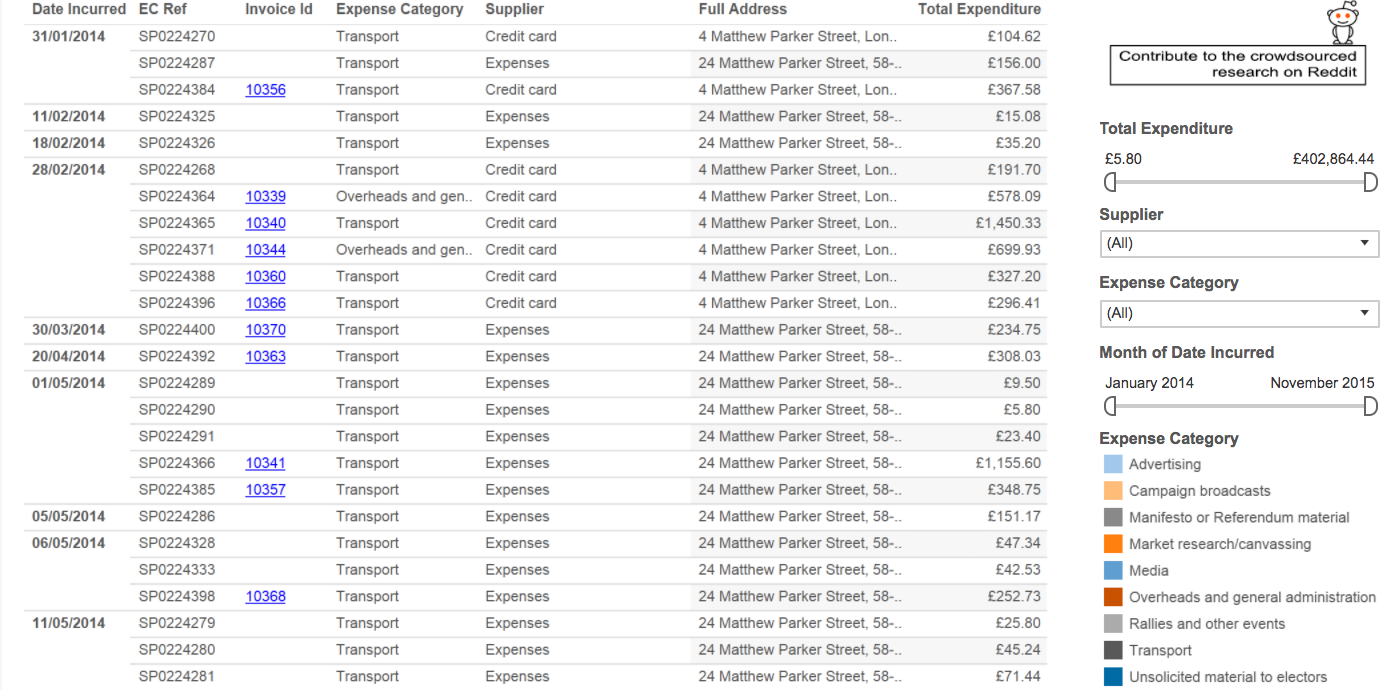 Date Incurred EC Ref Invoice Id Expense Category Supplier Full Address Total Expenditure
31/01/2014 SP0224270 Transport Credit card 4 Matthew Parker Street, Lon.. £104.62
SP0224287 Transport Expenses 24 Matthew Parker Street, 58-.. £156.00
SP0224384 10356 Transport Credit card 4 Matthew Parker Street, Lon.. £367.58
11/02/2014 SP0224325 Transport Expenses 24 Matthew Parker Street, 58-.. £15.08
18/02/2014 SP0224326 Transport Expenses 24 Matthew Parker Street, 58-.. £35.20
28/02/2014 SP0224268 Transport Credit card 4 Matthew Parker Street, Lon.. £191.70
SP0224364 10339 Overheads and gen.. Credit card 4 Matthew Parker Street, Lon.. £578.09
SP0224365 10340 Transport Credit card 4 Matthew Parker Street, Lon.. £1,450.33
SP0224371 10344 Overheads and gen.. Credit card 4 Matthew Parker Street, Lon.. £699.93
SP0224388 10360 Transport Credit card 4 Matthew Parker Street, Lon.. £327.20
SP0224396 10366 Transport Credit card 4 Matthew Parker Street, Lon.. £296.41
30/03/2014 SP0224400 10370 Transport Expenses 24 Matthew Parker Street, 58-.. £234.75
20/04/2014 SP0224392 10363 Transport Expenses 24 Matthew Parker Street, 58-.. £308.03
01/05/2014 SP0224289 Transport Expenses 24 Matthew Parker Street, 58-.. £9.50
SP0224290 Transport Expenses 24 Matthew Parker Street, 58-.. £5.80
SP0224291 Transport Expenses 24 Matthew Parker Street, 58-.. £23.40
SP0224366 10341 Transport Expenses 24 Matthew Parker Street, 58-.. £1,155.60
SP0224385 10357 Transport Expenses 24 Matthew Parker Street, 58-.. £348.75
05/05/2014 SP0224286 Transport Expenses 24 Matthew Parker Street, 58-.. £151.17
06/05/2014 SP0224328 Transport Expenses 24 Matthew Parker Street, 58-.. £47.34
SP0224333 Transport Expenses 24 Matthew Parker Street, 58-.. £42.53
SP0224398 10368 Transport Expenses 24 Matthew Parker Street, 58-.. £252.73
11/05/2014 SP0224279 Transport Expenses 24 Matthew Parker Street, 58-.. £25.80
SP0224280 Transport Expenses 24 Matthew Parker Street, 58-.. £45.24
SP0224281 Transport Expenses 24 Matthew Parker Street, 58-.. £71.44
Contribute to the crowdsourced
research on Reddit
Total Expenditure
£5.80 £402,864.44
Supplier
(All)
Expense Category
(All)
Month of Date Incurred
January 2014 November 2015
Expense Category
Advertising
Campaign broadcasts
Manifesto or Referendum material
Market research/canvassing
Media
Overheads and general administration
Rallies and other events
Transport
Unsolicited material to electors